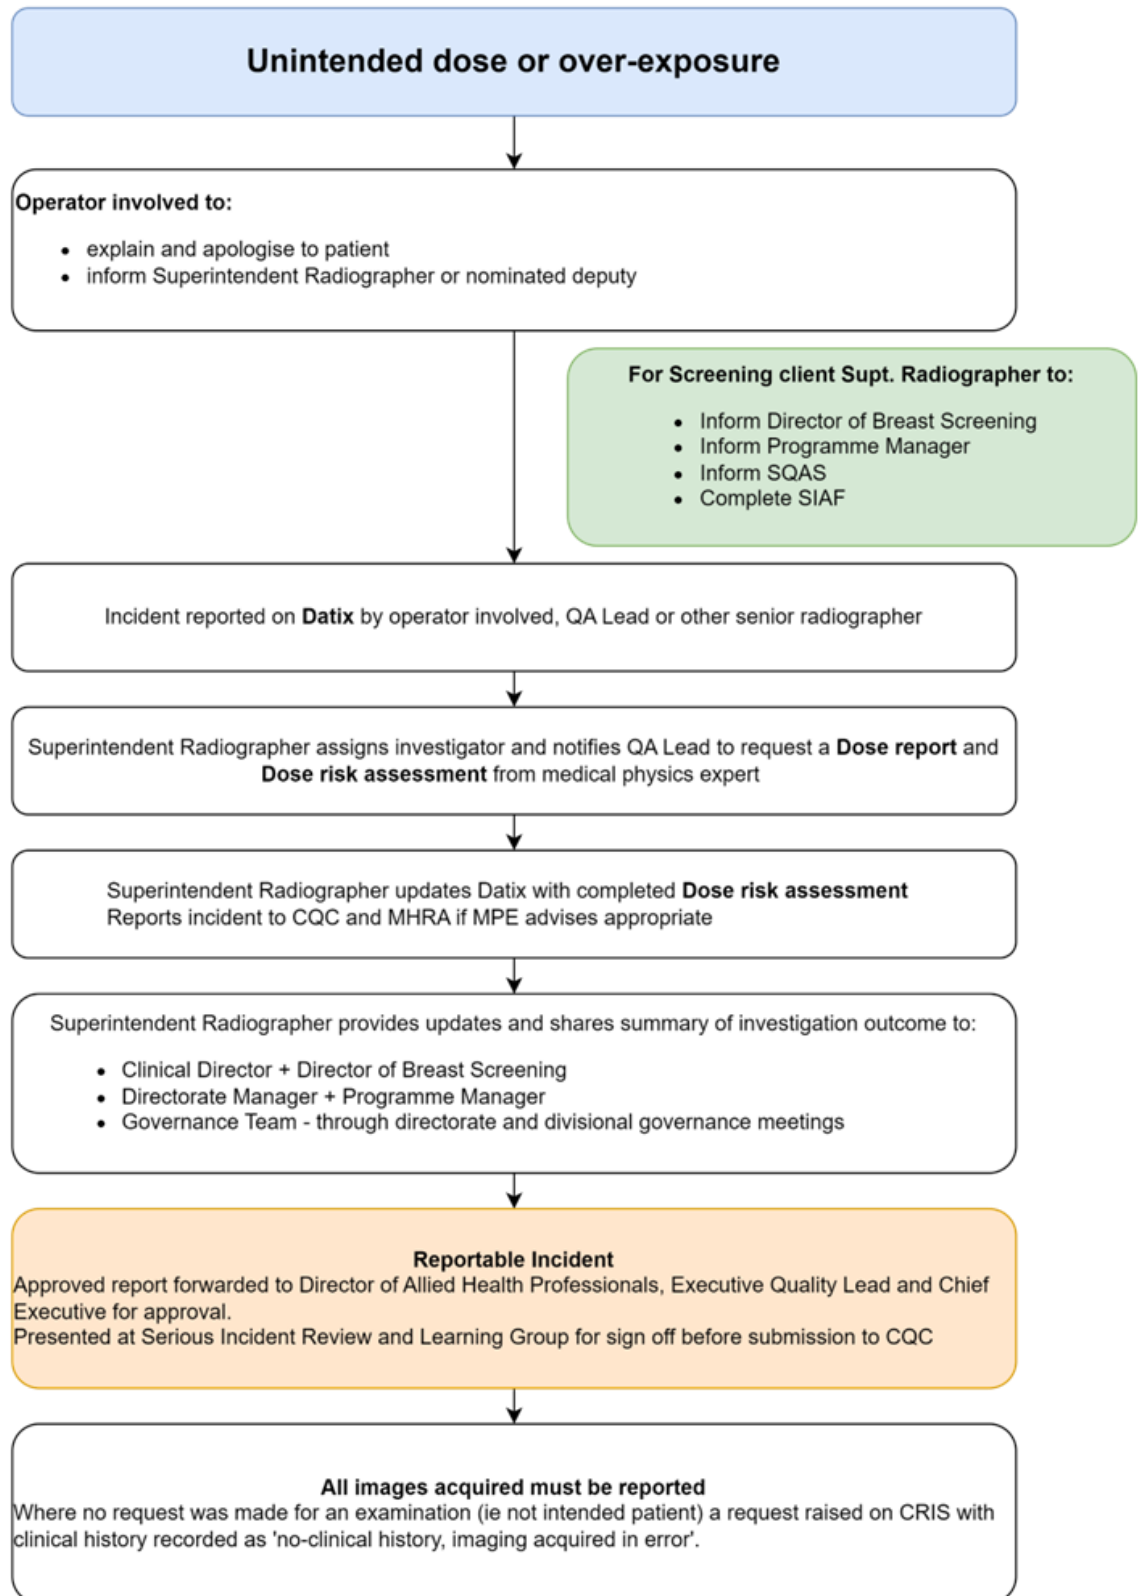 Unintended dose or over-exposure
Operator involved to:
• explain and apologise to patient
• inform Superintendent Radiographer or nominated deputy
For Screening client Supt. Radiographer to:
• Inform Director of Breast Screening
• Inform Programme Manager
• Inform SQAS
• Complete SIAF
Incident reported on Datix by operator involved, QA Lead or other senior radiographer
Superintendent Radiographer assigns investigator and notifies QA Lead to request a Dose report and
Dose risk assessment from medical physics expert
Superintendent Radiographer updates Datix with completed Dose risk assessment
Reports incident to CQC and MHRA if MPE advises appropriate
Superintendent Radiographer provides updates and shares summary of investigation outcome to:
• Clinical Director + Director of Breast Screening
• Directorate Manager + Programme Manager
• Governance Team - through directorate and divisional governance meetings
Reportable Incident
Approved report forwarded to Director of Allied Health Professionals, Executive Quality Lead and Chief
Executive for approval.
Presented at Serious Incident Review and Learning Group for sign off before submission to CQC
All images acquired must be reported
Where no request was made for an examination (ie not intended patient) a request raised on CRIS with
clinical history recorded as 'no-clinical history, imaging acquired in error'.